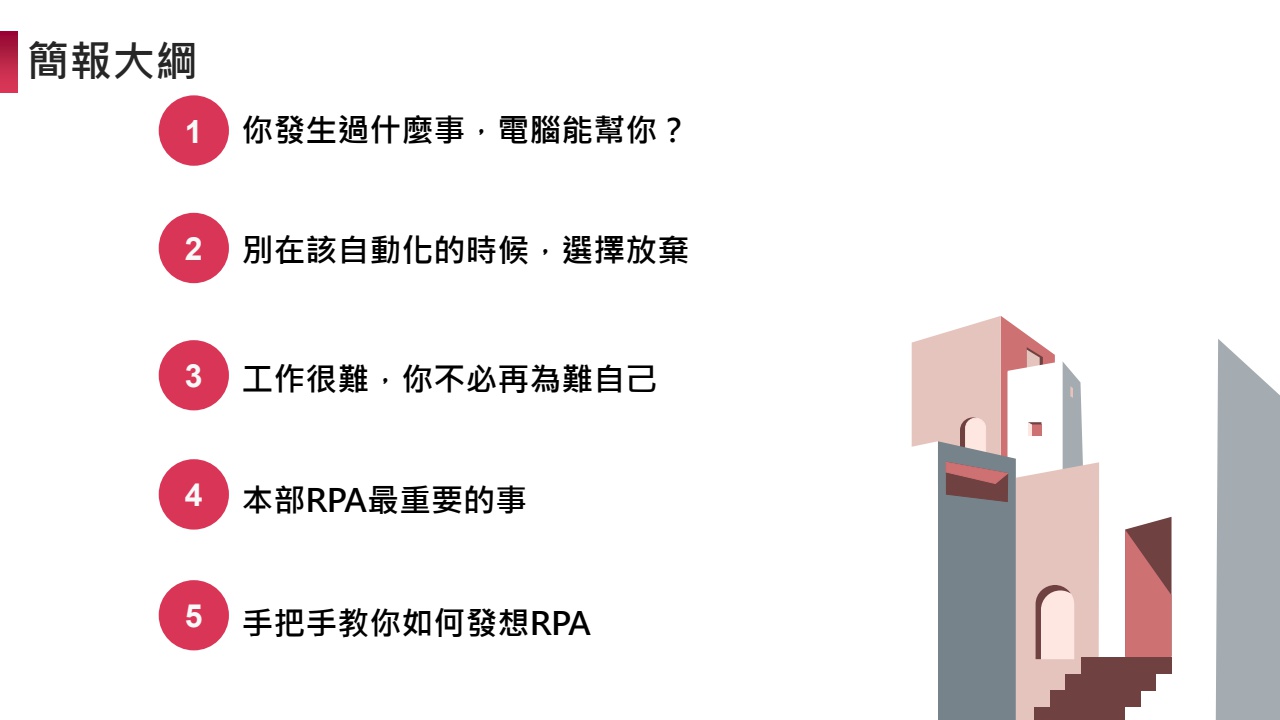 簡報大綱
1 你發生過什麼事，電腦能幫你？
2 別在該自動化的時候，選擇放棄
3 工作很難，你不必再為難自己
4 本部RPA最重要的事
5 手把手教你如何發想RPA